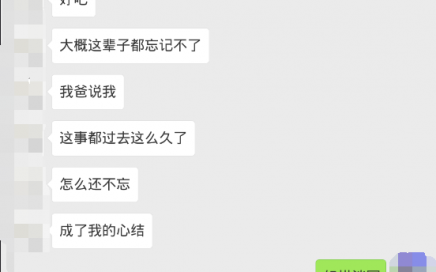 好吧
大概这辈子都忘记不了
我爸说我
这事都过去这么久了
怎么还不忘
成了我的心结